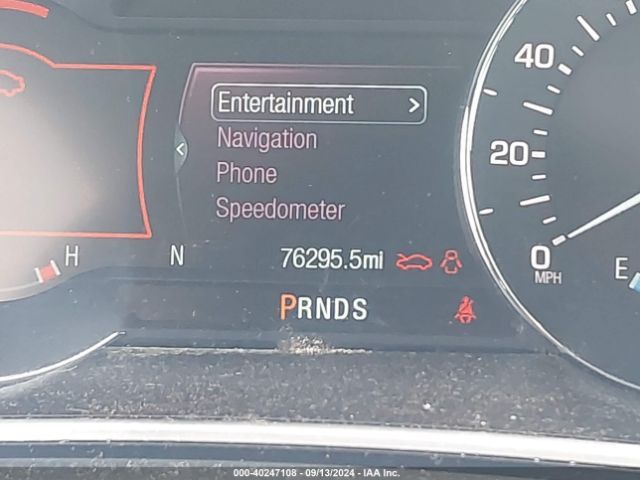 40
Entertainment >
Navigation
<
Phone
20
Speedometer
H
N
76295.5mi
0
MPH
E
PRNDS
000-40247108 - 09/13/2024 - IAA Inc.